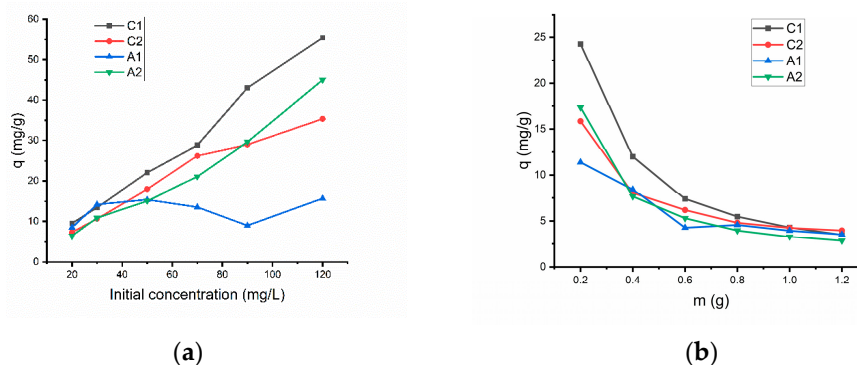 60
50
40
30
20
10
0
q (mg/g)
C1
C2
A1
A2
20 40 60 80 100 120
Initial concentration (mg/L)
(a)
25
20
15
10
5
0
q (mg/g)
C1
C2
A1
A2
0.2 0.4 0.6 0.8 1.0 1.2
m (g)
(b)